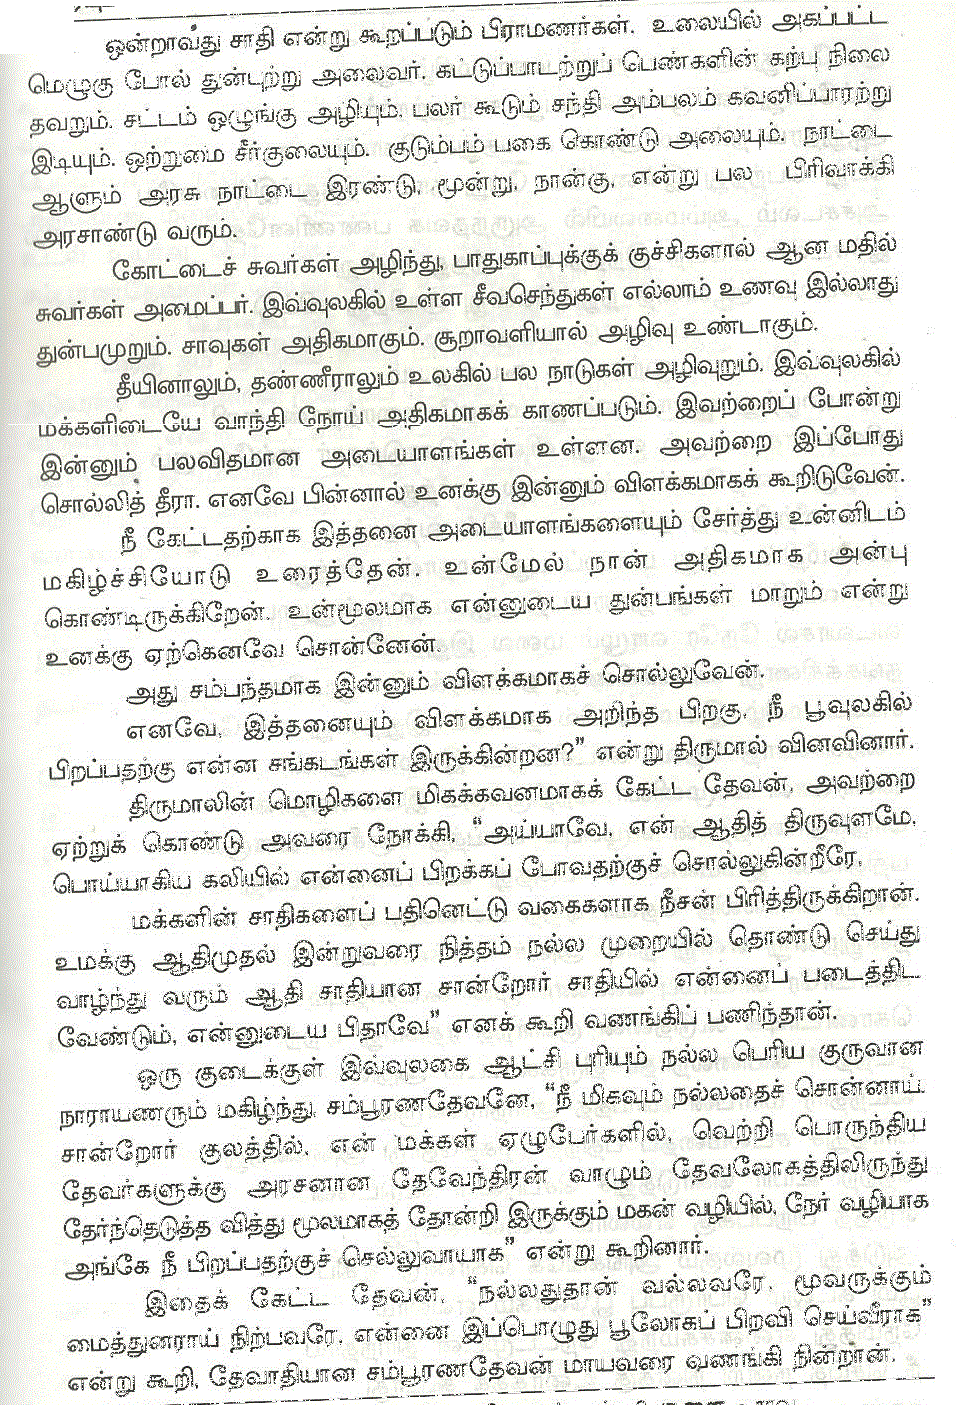 ஒன்றாவது சாதி என்று கூறப்படும் பிராமணர்கள். உலையில் அகப்பட்ட
மெழுகு போல் துன்புற்று அலைவர். கட்டுப்பாடற்றுப் பெண்களின் கற்பு நிலை
தவறும். சட்டம் ஒழுங்கு அழியும். பலர் கூடும் சந்தி அம்பலம் கவனிப்பாரற்று
இடியும். ஒற்றுமை சீர்குலையும். குடும்பம் பகை கொண்டு அலையும். நாட்டை
ஆளும் அரசு நாட்டை இரண்டு, மூன்று, நான்கு, என்று பல பிரிவாக்கி
அரசாண்டு வரும்.
கோட்டைச் சுவர்கள் அழிந்து, பாதுகாப்புக்குக் குச்சிகளால் ஆன மதில்
சுவர்கள் அமைப்பர். இவ்வுலகில் உள்ள சீவசெந்துகள் எல்லாம் உணவு இல்லாது
துன்பமுறும். சாவுகள் அதிகமாகும். சூறாவளியால் அழிவு உண்டாகும்.
தீயினாலும், தண்ணீராலும் உலகில் பல நாடுகள் அழிவுறும். இவ்வுலகில்
மக்களிடையே வாந்தி நோய் அதிகமாகக் காணப்படும். இவற்றைப் போன்று
இன்னும் பலவிதமான அடையாளங்கள் உள்ளன. அவற்றை இப்போது
சொல்லித் தீரா. எனவே பின்னால் உனக்கு இன்னும் விளக்கமாகக் கூறிடுவேன்.
நீ கேட்டதற்காக இத்தனை அடையாளங்களையும் சேர்த்து உன்னிடம்
மகிழ்ச்சியோடு உரைத்தேன். உன்மேல் நான் அதிகமாக அன்பு
கொண்டிருக்கிறேன். உன்மூலமாக என்னுடைய துன்பங்கள் மாறும் என்று
உனக்கு ஏற்கெனவே சொன்னேன்.
அது சம்பந்தமாக இன்னும் விளக்கமாகச் சொல்லுவேன்.
எனவே, இத்தனையும் விளக்கமாக அறிந்த பிறகு, நீ பூவுலகில்
பிறப்பதற்கு என்ன சங்கடங்கள் இருக்கின்றன?” என்று திருமால் வினவினார்.
திருமாலின் மொழிகளை மிகக்கவனமாகக் கேட்ட தேவன், அவற்றை
ஏற்றுக் கொண்டு அவரை நோக்கி, “அய்யாவே, என் ஆதித் திருவுளமே,
பொய்யாகிய கலியில் என்னைப் பிறக்கப் போவதற்குச் சொல்லுகின்றீரே,
மக்களின் சாதிகளைப் பதினெட்டு வகைகளாக நீசன் பிரித்திருக்கிறான்.
உமக்கு ஆதிமுதல் இன்றுவரை நித்தம் நல்ல முறையில் தொண்டு செய்து
வாழ்ந்து வரும் ஆதி சாதியான சான்றோர் சாதியில் என்னைப் படைத்திட
வேண்டும், என்னுடைய பிதாவே” எனக் கூறி வணங்கிப் பணிந்தான்.
ஒரு குடைக்குள் இவ்வுலகை ஆட்சி புரியும் நல்ல பெரிய குருவான
நாராயணரும் மகிழ்ந்து, சம்பூரணதேவனே, “நீ மிகவும் நல்லதைச் சொன்னாய்.
சான்றோர் குலத்தில், என் மக்கள் ஏழுபேர்களில், வெற்றி பொருந்திய
தேவர்களுக்கு அரசனான தேவேந்திரன் வாழும் தேவலோகத்திலிருந்து
தேர்ந்தெடுத்த வித்து மூலமாகத் தோன்றி இருக்கும் மகன் வழியில், நேர் வழியாக
அங்கே நீ பிறப்பதற்குச் செல்லுவாயாக” என்று கூறினார்.
இதைக் கேட்ட தேவன், “நல்லதுதான் வல்லவரே, மூவருக்கும்
மைத்துனராய் நிற்பவரே, என்னை இப்பொழுது பூலோகப் பிறவி செய்வீராக”
என்று கூறி, தேவாதியான சம்பூரணதேவன் மாயவரை வணங்கி நின்றான்.